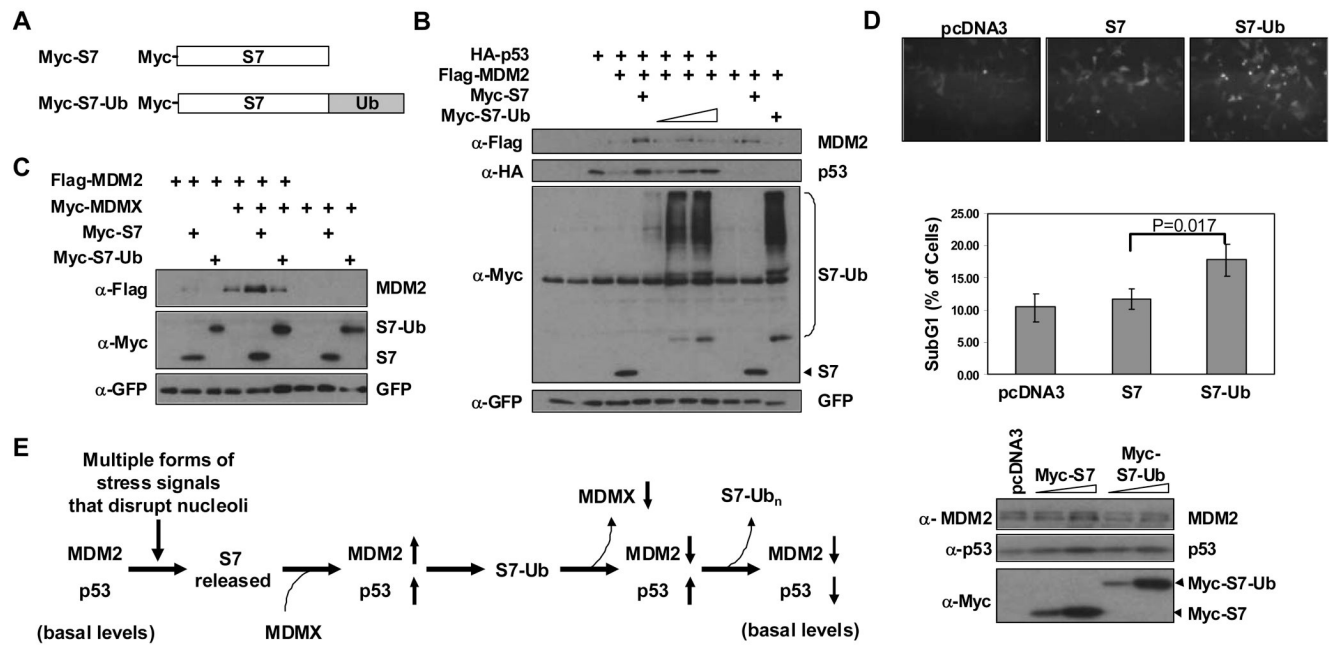 A
Myc-S7 Myc- S7
Myc-S7-Ub Myc- S7 Ub
B
HA-p53 + + + + + +
Flag-MDM2 + + + + + + + +
Myc-S7 + +
Myc-S7-Ub +
α-Flag MDM2
α-HA p53
α-Myc S7-Ub
S7
α-GFP GFP
C
Flag-MDM2 + + + + + +
Myc-MDMX + + + + + +
Myc-S7 + + +
Myc-S7-Ub + + +
α-Flag MDM2
α-Myc S7-Ub
S7
α-GFP GFP
D
pcDNA3 S7 S7-Ub
25.00
20.00
15.00
10.00
5.00
0.00
SubG1 (% of Cells)
P=0.017
pcDNA3 S7 S7-Ub
pcDNA3
Myc-S7
Myc-
S7-Ub
α- MDM2 MDM2
α-p53 p53
α-Myc Myc-S7-Ub
Myc-S7
E
Multiple forms of
stress signals
that disrupt nucleoli
MDM2
p53
(basal levels)
S7
released
MDMX
MDM2
p53
S7-Ub
MDMX
MDM2
p53
S7-Ubn
MDM2
p53
(basal levels)